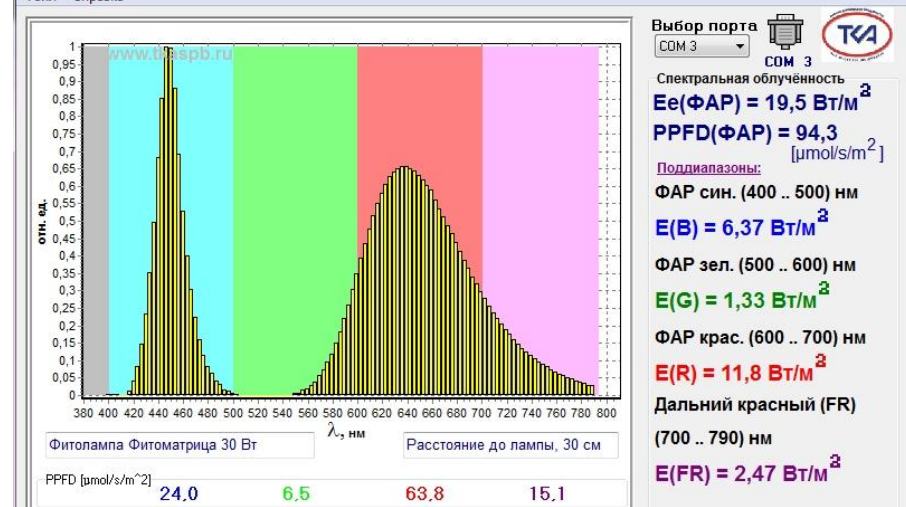 www.tkaspb.ru
1
0,95
0,9
0,85
0,8
0,75
0,7
0,65
0,6
0,55
0,5
0,45
0,4
0,35
0,3
0,25
0,2
0,15
0,1
0,05
0
отн. ед.
380 400 420 440 460 480 500 520 540 560 580 600 620 640 660 680 700 720 740 760 780 800
λ, нм
Фитолампа Фитоматрица 30 Вт
Расстояние до лампы, 30 см
PPFD [µmol/s/m^2]
24,0 6,5 63,8 15,1
Выбор порта
COM 3
COM 3
ТКА
Спектральная облучённость
Ee(ФАР) = 19,5 Вт/м2
PPFD(ФАР) = 94,3
[µmol/s/m2]
Поддиапазоны:
ФАР син. (400 .. 500) нм
E(B) = 6,37 Вт/м2
ФАР зел. (500 .. 600) нм
E(G) = 1,33 Вт/м2
ФАР крас. (600 .. 700) нм
E(R) = 11,8 Вт/м2
Дальний красный (FR)
(700 .. 790) нм
E(FR) = 2,47 Вт/м2